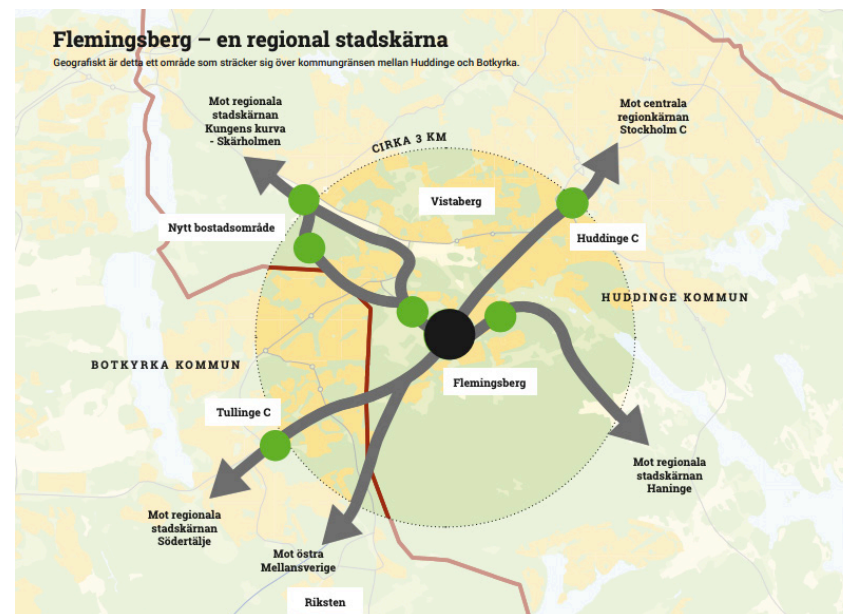 Flemingsberg – en regional stadskärna
Geografiskt är detta ett område som sträcker sig över kommungränsen mellan Huddinge och Botkyrka.
Mot regionala
stadskärnan
Kungens kurva
- Skärholmen
Mot centrala
regionkärnan
Stockholm C
CIRKA 3 KM
Vistaberg
Nytt bostadsområde
Huddinge C
HUDDINGE KOMMUN
BOTKYRKA KOMMUN
Flemingsberg
Tullinge C
Mot regionala
stadskärnan
Haninge
Mot regionala
stadskärnan
Södertälje
Mot östra
Mellansverige
Riksten